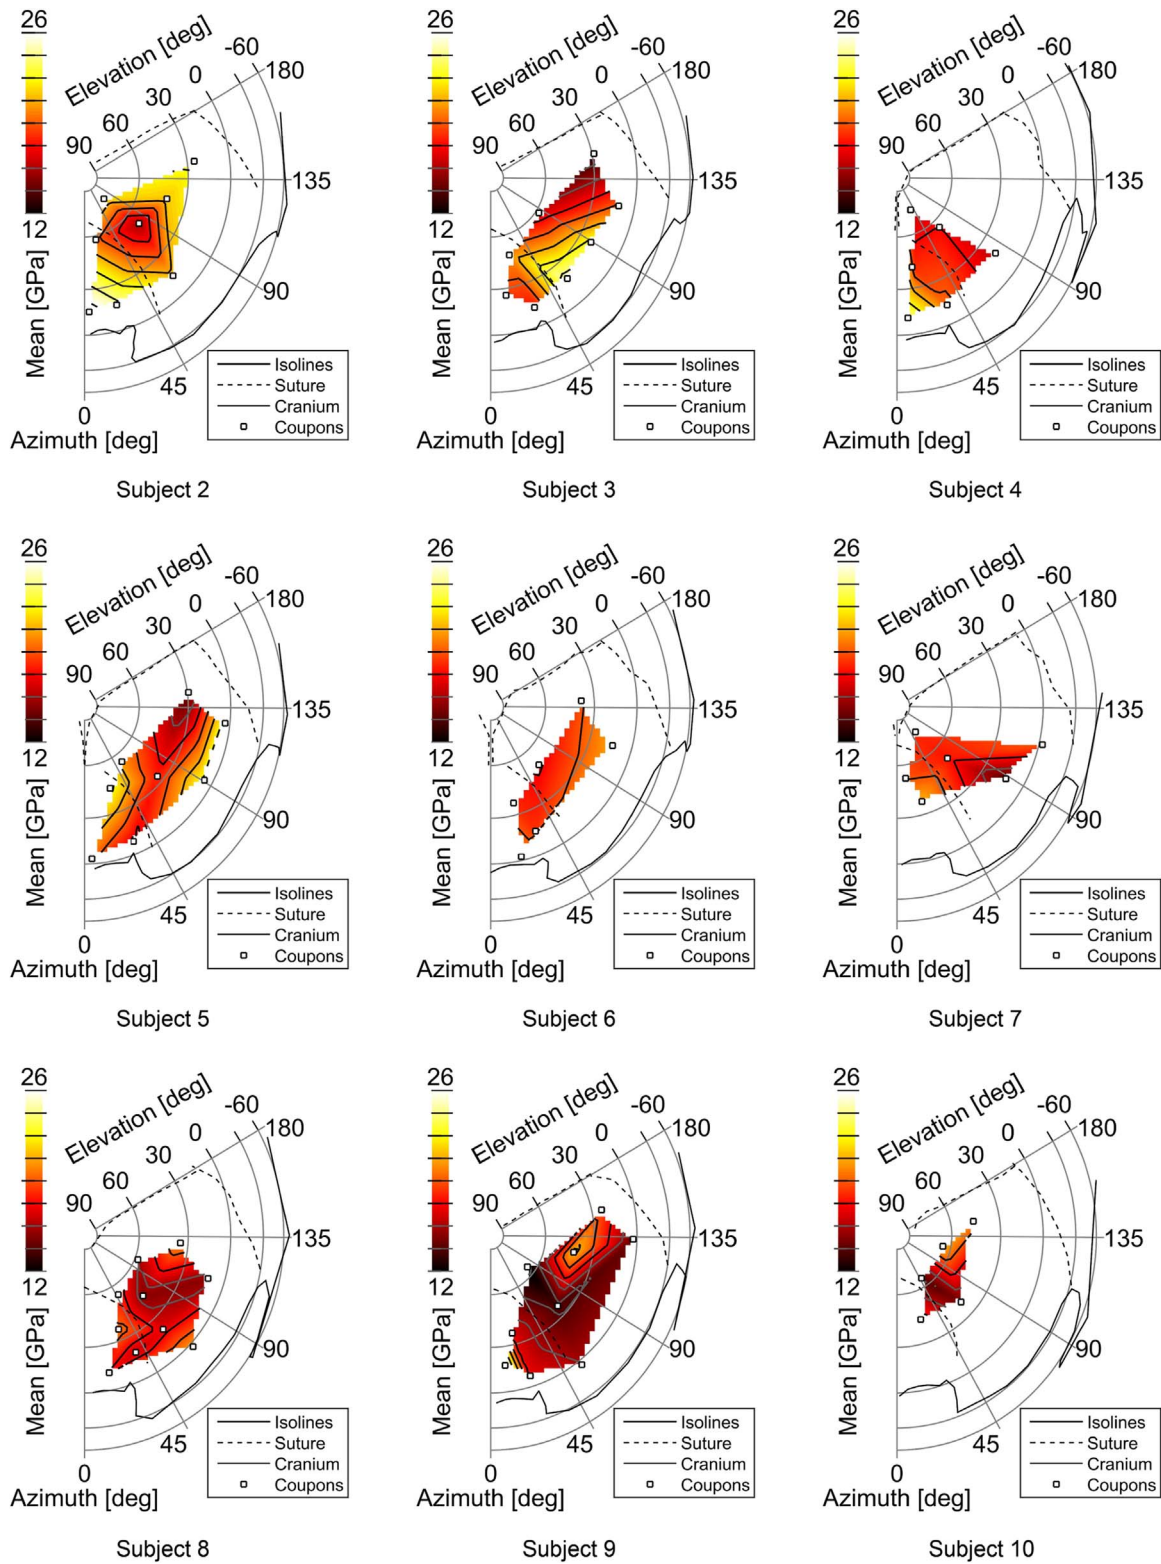 26
Mean [GPa]
12
Elevation [deg]
90
60
30
0
-60
180
135
90
45
0
Azimuth [deg]
Isolines
Suture
Cranium
Coupons
Subject 2
26
Mean [GPa]
12
Elevation [deg]
90
60
30
0
-60
180
135
90
45
0
Azimuth [deg]
Isolines
Suture
Cranium
Coupons
Subject 3
26
Mean [GPa]
12
Elevation [deg]
90
60
30
0
-60
180
135
90
45
0
Azimuth [deg]
Isolines
Suture
Cranium
Coupons
Subject 4
26
Mean [GPa]
12
Elevation [deg]
90
60
30
0
-60
180
135
90
45
0
Azimuth [deg]
Isolines
Suture
Cranium
Coupons
Subject 5
26
Mean [GPa]
12
Elevation [deg]
90
60
30
0
-60
180
135
90
45
0
Azimuth [deg]
Isolines
Suture
Cranium
Coupons
Subject 6
26
Mean [GPa]
12
Elevation [deg]
90
60
30
0
-60
180
135
90
45
0
Azimuth [deg]
Isolines
Suture
Cranium
Coupons
Subject 7
26
Mean [GPa]
12
Elevation [deg]
90
60
30
0
-60
180
135
90
45
0
Azimuth [deg]
Isolines
Suture
Cranium
Coupons
Subject 8
26
Mean [GPa]
12
Elevation [deg]
90
60
30
0
-60
180
135
90
45
0
Azimuth [deg]
Isolines
Suture
Cranium
Coupons
Subject 9
26
Mean [GPa]
12
Elevation [deg]
90
60
30
0
-60
180
135
90
45
0
Azimuth [deg]
Isolines
Suture
Cranium
Coupons
Subject 10